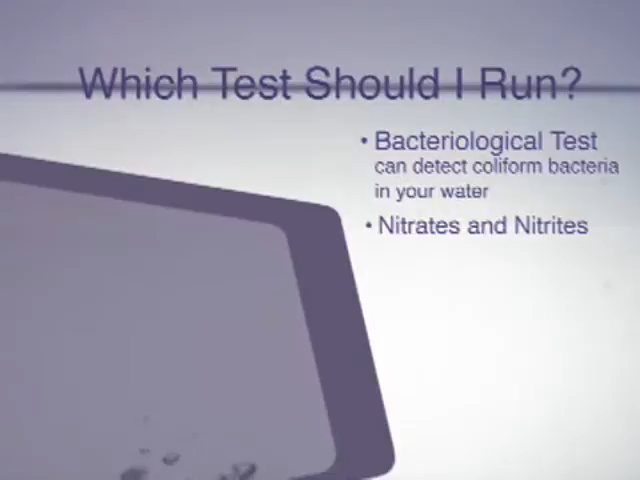 Which Test Should I Run?
• Bacteriological Test
can detect coliform bacteria
in your water
• Nitrates and Nitrites